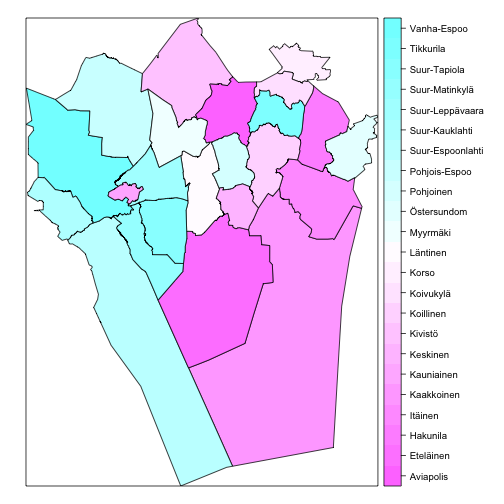 Vanha-Espoo
Tikkurila
Suur-Tapiola
Suur-Matinkylä
Suur-Leppävaara
Suur-Kauklahti
Suur-Espoonlahti
Pohjois-Espoo
Pohjoinen
Östersundom
Myyrmäki
Läntinen
Korso
Koivukylä
Koillinen
Kivistö
Keskinen
Kauniainen
Kaakkoinen
Itäinen
Hakunila
Eteläinen
Aviapolis